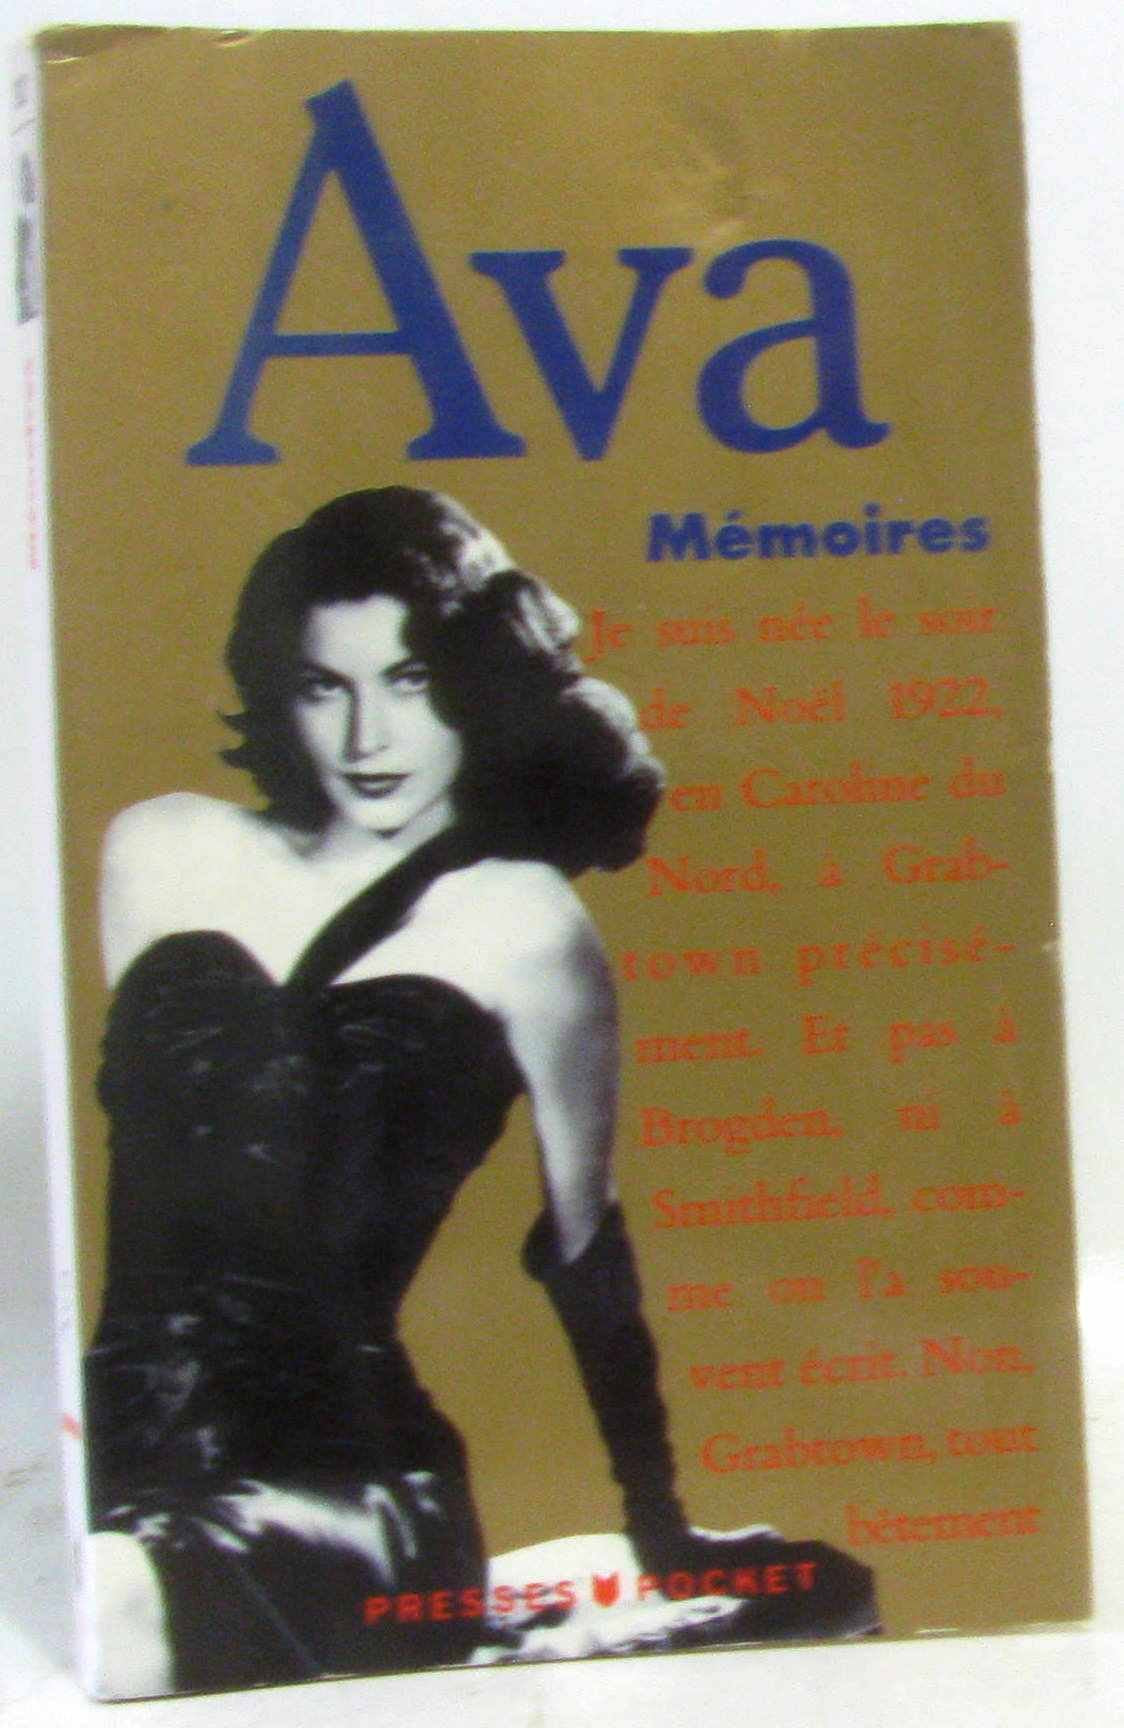 Ava
Mémoires
Je suis née le soir
de Noël 1922,
en Caroline du
Nord, à Grab-
town précisé-
ment. Et pas à
Brogden, ni à
Smithfield, com-
me on l'a sou-
vent écrit. Non,
Grabtown, tout
bêtement
PRESSES POCKET